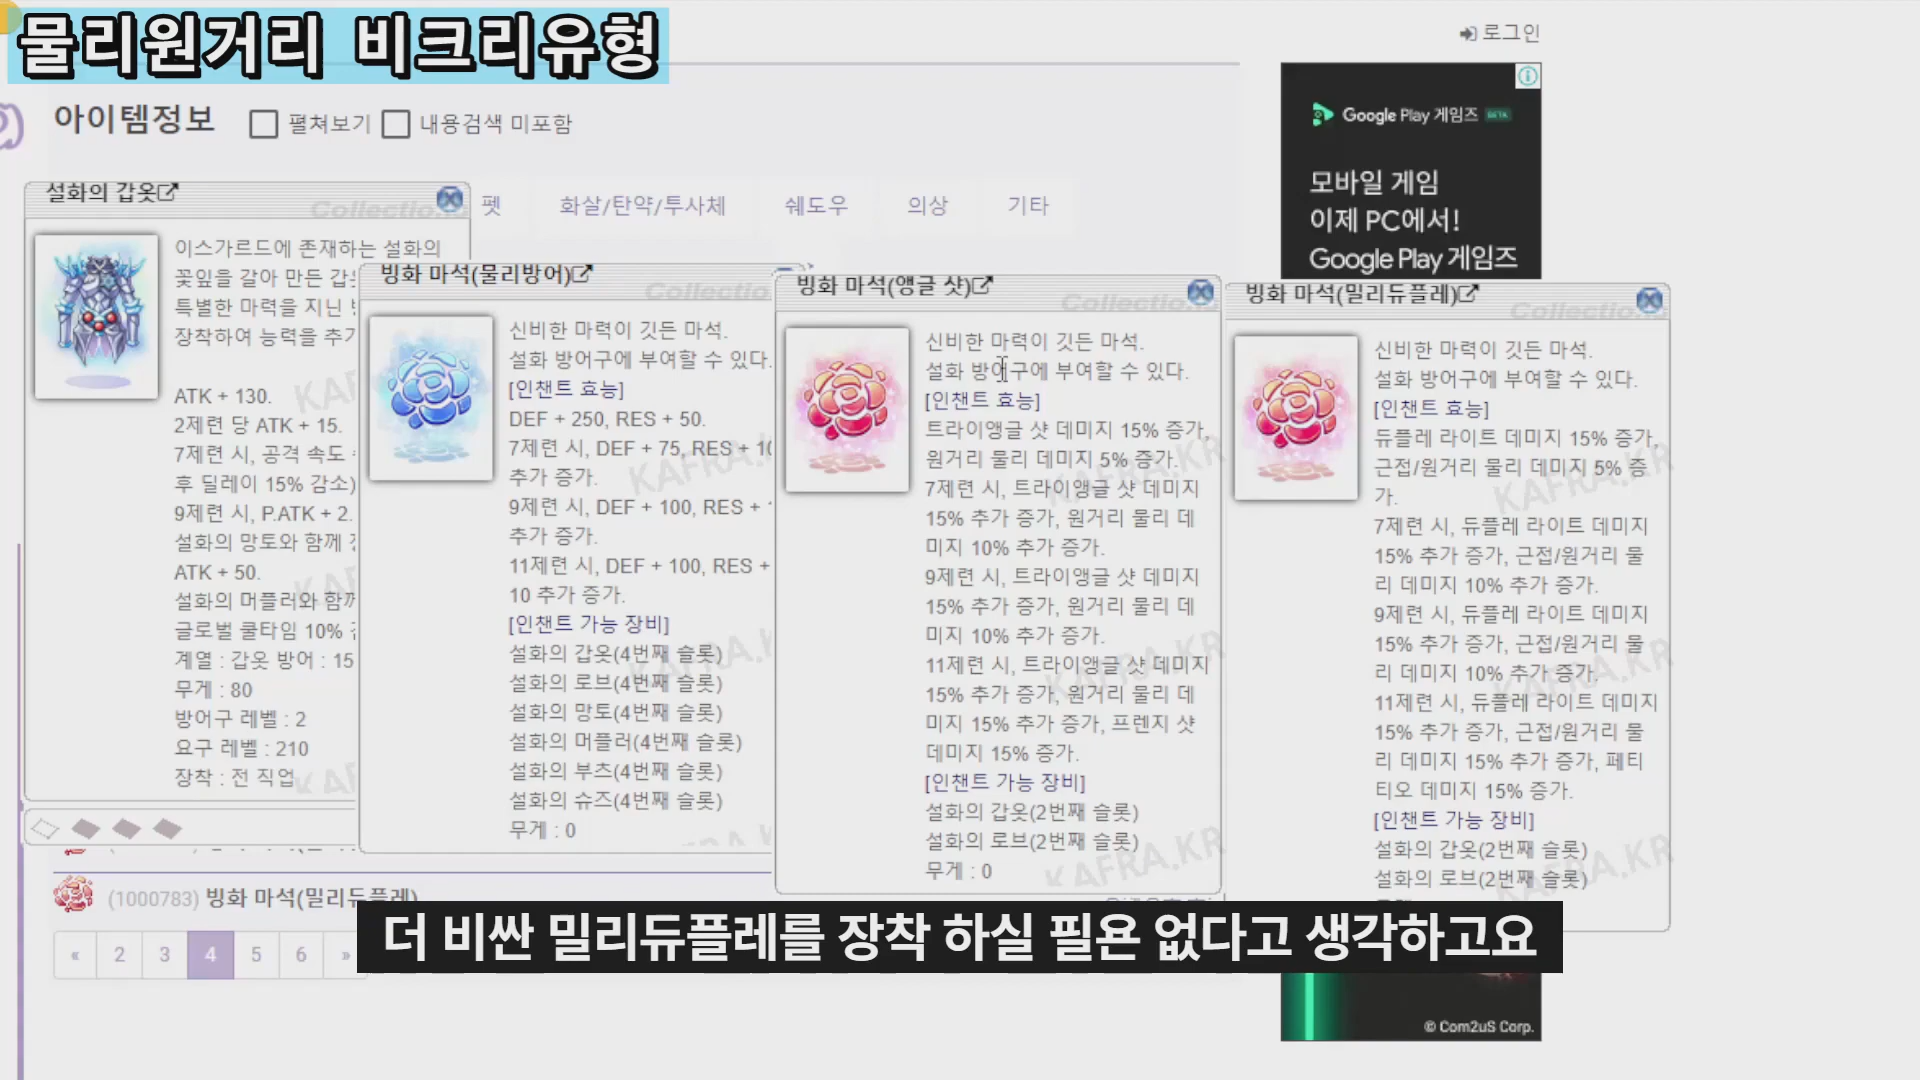 물리원거리 비크리유형
로그인
아이템정보
펼쳐보기
내용검색 미포함
펫
화살/탄약/투사체
쉐도우
의상
기타
Google Play 게임즈 BETA
모바일 게임
이제 PC에서!
Google Play 게임즈
설화의 갑옷
Collectio
이스가르드에 존재하는 설화의
꽃잎을 갈아 만든 갑
특별한 마력을 지닌
장착하여 능력을 추가
ATK + 130.
2제련 당 ATK + 15.
7제련 시, 공격 속도
후 딜레이 15% 감소)
9제련 시, P.ATK + 2.
설화의 망토와 함께
ATK + 50.
설화의 머플러와 함께
글로벌 쿨타임 10%
계열 : 갑옷 방어 : 15
무게 : 80
방어구 레벨 : 2
요구 레벨 : 210
장착 : 전 직업
빙화 마석(물리방어)
Collectio
신비한 마력이 깃든 마석.
설화 방어구에 부여할 수 있다.
[인챈트 효능]
DEF + 250, RES + 50.
7제련 시, DEF + 75, RES + 10
추가 증가.
9제련 시, DEF + 100, RES +
추가 증가.
11제련 시, DEF + 100, RES +
10 추가 증가.
[인챈트 가능 장비]
설화의 갑옷(4번째 슬롯)
설화의 로브(4번째 슬롯)
설화의 망토(4번째 슬롯)
설화의 머플러(4번째 슬롯)
설화의 부츠(4번째 슬롯)
설화의 슈즈(4번째 슬롯)
무게 : 0
빙화 마석(앵글 샷)
Collectio
신비한 마력이 깃든 마석.
설화 방어구에 부여할 수 있다.
[인챈트 효능]
트라이앵글 샷 데미지 15% 증가,
원거리 물리 데미지 5% 증가.
7제련 시, 트라이앵글 샷 데미지
15% 추가 증가, 원거리 물리 데
미지 10% 추가 증가.
9제련 시, 트라이앵글 샷 데미지
15% 추가 증가, 원거리 물리 데
미지 10% 추가 증가.
11제련 시, 트라이앵글 샷 데미지
15% 추가 증가, 원거리 물리 데
미지 15% 추가 증가, 프렌지 샷
데미지 15% 증가.
[인챈트 가능 장비]
설화의 갑옷(2번째 슬롯)
설화의 로브(2번째 슬롯)
무게 : 0
KAFRA.KR
빙화 마석(밀리듀플레)
Collectio
신비한 마력이 깃든 마석.
설화 방어구에 부여할 수 있다.
[인챈트 효능]
듀플레 라이트 데미지 15% 증가,
근접/원거리 물리 데미지 5% 증
가.
7제련 시, 듀플레 라이트 데미지
15% 추가 증가, 근접/원거리 물
리 데미지 10% 추가 증가.
9제련 시, 듀플레 라이트 데미지
15% 추가 증가, 근접/원거리 물
리 데미지 10% 추가 증가.
11제련 시, 듀플레 라이트 데미지
15% 추가 증가, 근접/원거리 물
리 데미지 15% 추가 증가, 페티
티오 데미지 15% 증가.
[인챈트 가능 장비]
설화의 갑옷(2번째 슬롯)
설화의 로브(2번째 슬롯)
KAFRA.KR
(1000783) 빙화 마석(밀리듀플레)
« 2 3 4 5 6 »
더 비싼 밀리듀플레를 장착 하실 필욘 없다고 생각하고요
© Com2uS Corp.